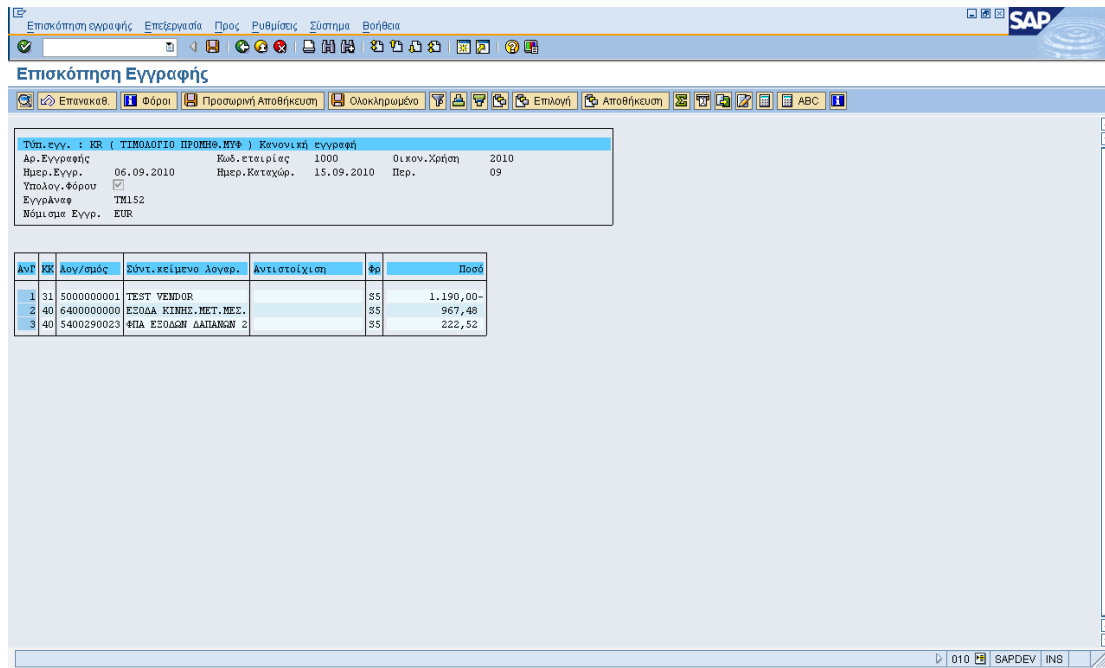 Επισκόπηση εγγραφής Επεξεργασία Προς Ρυθμίσεις Σύστημα Βοήθεια
SAP
Επισκόπηση Εγγραφής
Επανακαθ. Φόροι Προσωρινή Αποθήκευση Ολοκληρωμένο Επιλογή Αποθήκευση ABC
Τύπ.εγγ. : KR ( ΤΙΜΟΛΟΓΙΟ ΠΡΟΜΗΘ.ΜΥΦ ) Κανονική εγγραφή
Αρ.Εγγραφής Κωδ.εταιρίας 1000 Οικον.Χρήση 2010
Ημερ.Εγγρ. 06.09.2010 Ημερ.Καταχώρ. 15.09.2010 Περ. 09
Υπολογ.Φόρου
ΕγγρΑναφ TM152
Νόμισμα Εγγρ. EUR
ΑνΓ ΚΚ Λογ/σμός Σύντ.κείμενο λογαρ. Αντιστοίχιση Φρ Ποσό
1 31 5000000001 TEST VENDOR S5 1.190,00-
2 40 6400000000 ΕΞΟΔΑ ΚΙΝΗΣ.ΜΕΤ.ΜΕΣ. S5 967,48
3 40 5400290023 ΦΠΑ ΕΞΟΔΩΝ ΔΑΠΑΝΩΝ 2 S5 222,52
010 SAPDEV INS